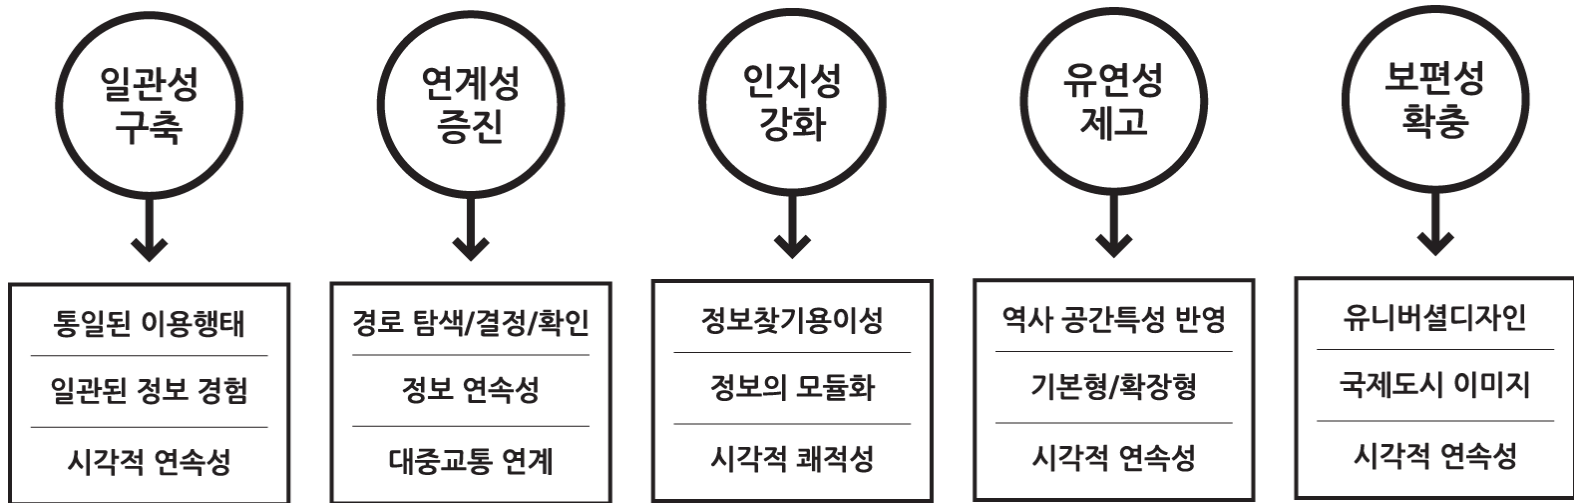 일관성
구축
연계성
증진
인지성
강화
유연성
제고
보편성
확충
통일된 이용행태
일관된 정보 경험
시각적 연속성
경로 탐색/결정/확인
정보 연속성
대중교통 연계
정보찾기용이성
정보의 모듈화
시각적 쾌적성
역사 공간특성 반영
기본형/확장형
시각적 연속성
유니버셜디자인
국제도시 이미지
시각적 연속성